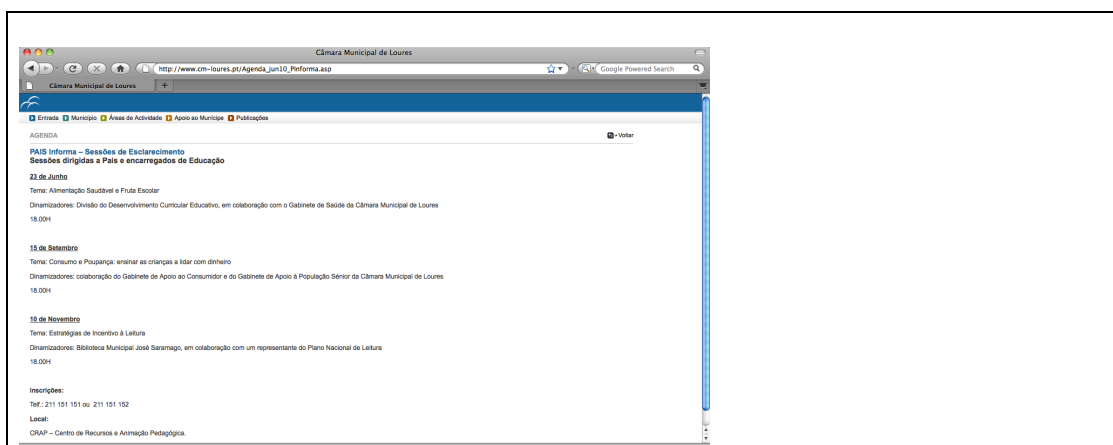 Câmara Municipal de Loures
http://www.cm-loures.pt/Agenda_jun10_PInforma.asp
Google Powered Search
Câmara Municipal de Loures
Entrada Município Áreas de Actividade Apoio ao Munícipe Publicações
AGENDA
Voltar
PAIS Informa – Sessões de Esclarecimento
Sessões dirigidas a Pais e encarregados de Educação
23 de Junho
Tema: Alimentação Saudável e Fruta Escolar
Dinamizadores: Divisão do Desenvolvimento Curricular Educativo, em colaboração com o Gabinete de Saúde da Câmara Municipal de Loures
18.00H
15 de Setembro
Tema: Consumo e Poupança: ensinar as crianças a lidar com dinheiro
Dinamizadores: colaboração do Gabinete de Apoio ao Consumidor e do Gabinete de Apoio à População Sénior da Câmara Municipal de Loures
18.00H
10 de Novembro
Tema: Estratégias de Incentivo à Leitura
Dinamizadores: Biblioteca Municipal José Saramago, em colaboração com um representante do Plano Nacional de Leitura
18.00H
Inscrições:
Telf.: 211 151 151 ou 211 151 152
Local:
CRAP – Centro de Recursos e Animação Pedagógica.